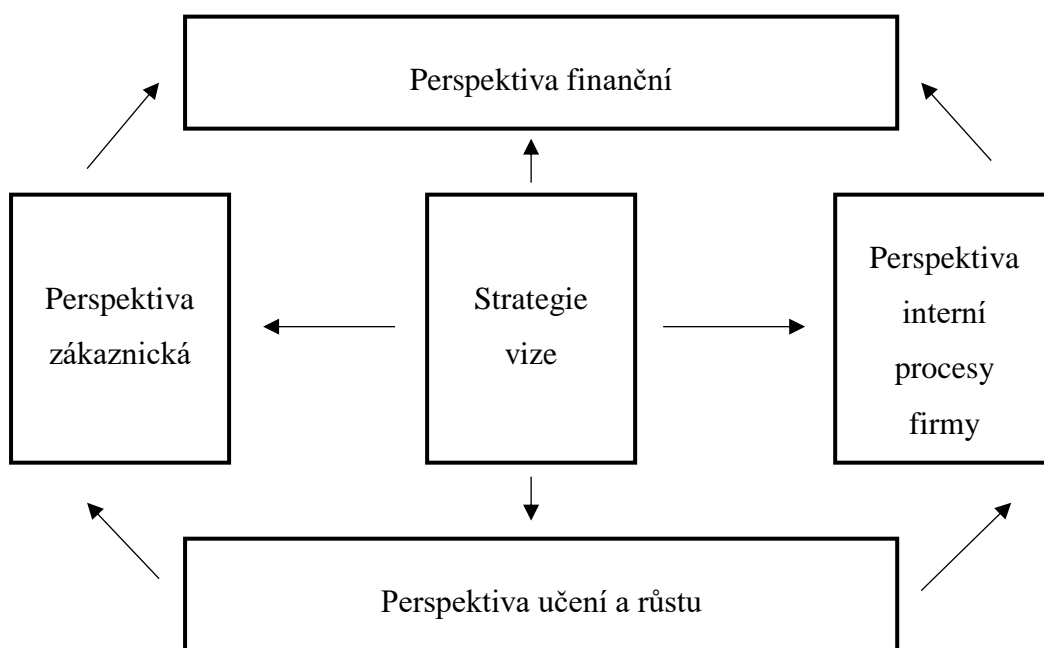 Perspektiva finanční
Perspektiva
zákaznická
Strategie
vize
Perspektiva
interní
procesy
firmy
Perspektiva učení a růstu